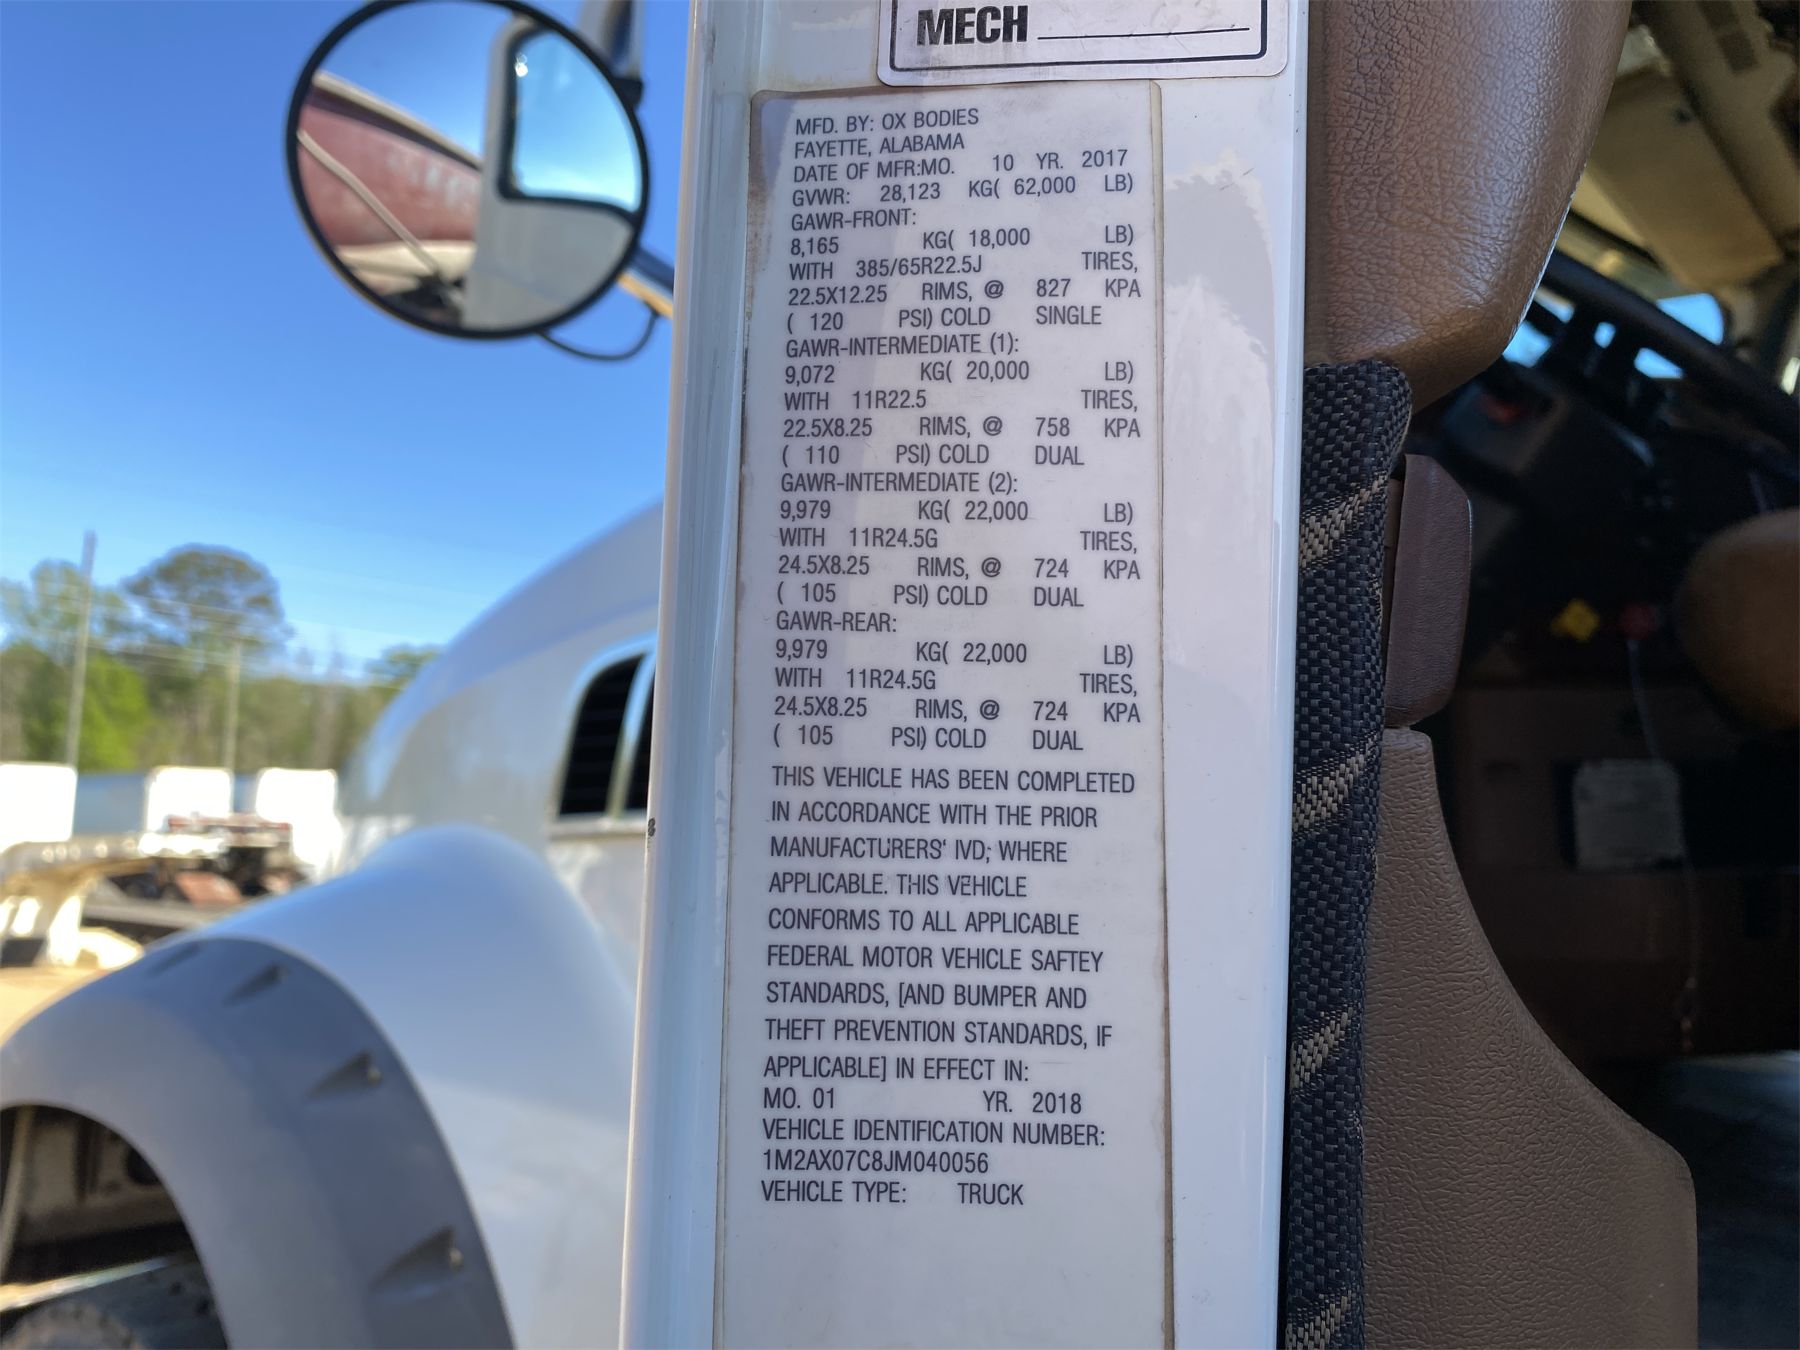 MECH
MFD. BY: OX BODIES
FAYETTE, ALABAMA
DATE OF MFR:MO. 10 YR. 2017
GVWR: 28,123 KG( 62,000 LB)
GAWR-FRONT:
8,165 KG( 18,000 LB)
WITH 385/65R22.5J TIRES,
22.5X12.25 RIMS, @ 827 KPA
( 120 PSI) COLD SINGLE
GAWR-INTERMEDIATE (1):
9,072 KG( 20,000 LB)
WITH 11R22.5 TIRES,
22.5X8.25 RIMS, @ 758 KPA
( 110 PSI) COLD DUAL
GAWR-INTERMEDIATE (2):
9,979 KG( 22,000 LB)
WITH 11R24.5G TIRES,
24.5X8.25 RIMS, @ 724 KPA
( 105 PSI) COLD DUAL
GAWR-REAR:
9,979 KG( 22,000 LB)
WITH 11R24.5G TIRES,
24.5X8.25 RIMS, @ 724 KPA
( 105 PSI) COLD DUAL
THIS VEHICLE HAS BEEN COMPLETED
IN ACCORDANCE WITH THE PRIOR
MANUFACTURERS' IVD; WHERE
APPLICABLE. THIS VEHICLE
CONFORMS TO ALL APPLICABLE
FEDERAL MOTOR VEHICLE SAFTEY
STANDARDS, [AND BUMPER AND
THEFT PREVENTION STANDARDS, IF
APPLICABLE] IN EFFECT IN:
MO. 01 YR. 2018
VEHICLE IDENTIFICATION NUMBER:
1M2AX07C8JM040056
VEHICLE TYPE: TRUCK